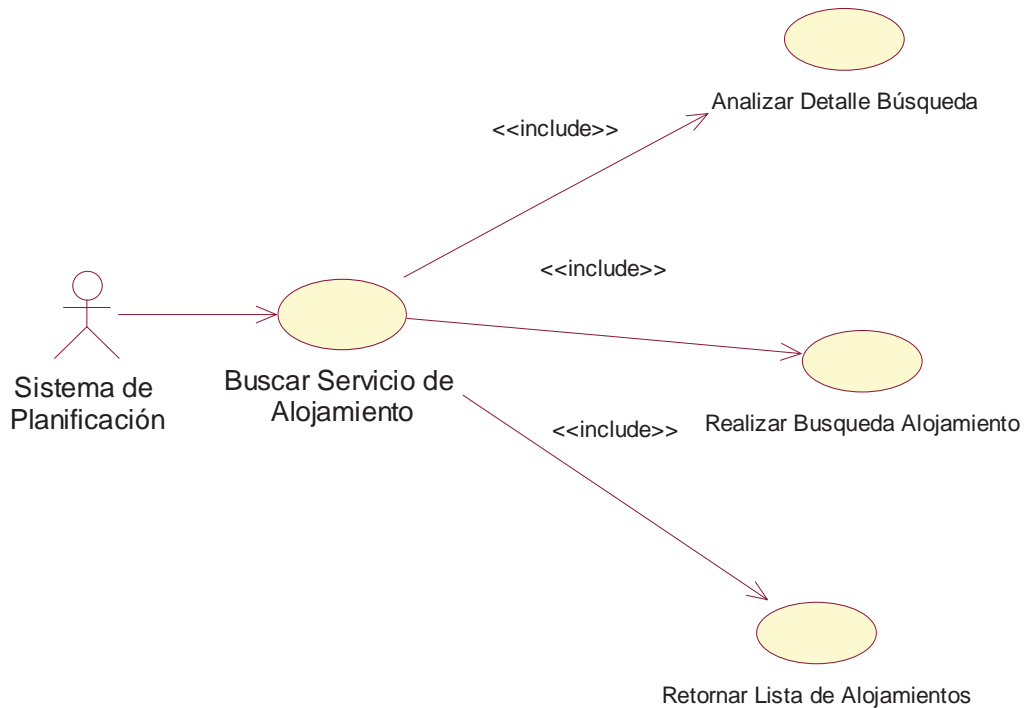 Analizar Detalle Búsqueda
<<include>>
<<include>>
Sistema de
Planificación
Buscar Servicio de
Alojamiento
<<include>>
Realizar Busqueda Alojamiento
Retornar Lista de Alojamientos